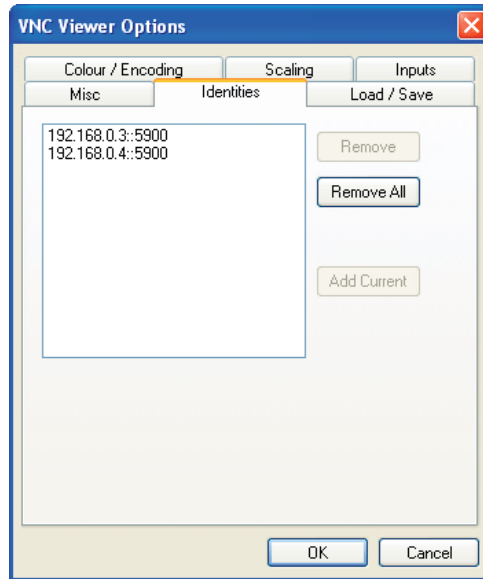 VNC Viewer Options
Colour / Encoding Scaling Inputs
Misc Identities Load / Save
192.168.0.3::5900
192.168.0.4::5900
Remove
Remove All
Add Current
OK Cancel